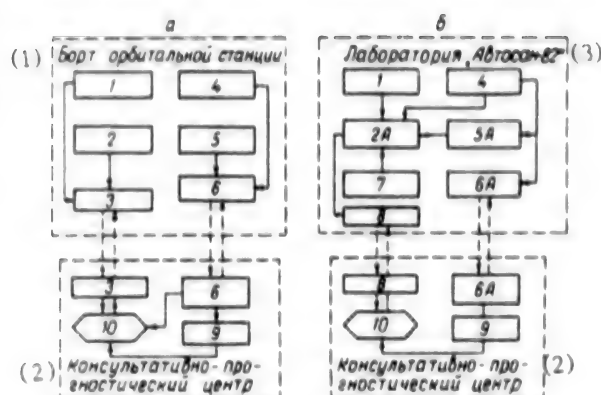 а б
(1) Борт орбитальной станции Лаборатория „Автосан-82" (3)
1 4 1 4
2 5 2А 5А
3 6 7 6А
8
3 6 8 6А
10 9 10 9
(2) Консультативно-про- Консультативно-про- (2)
гностический центр гностический центр